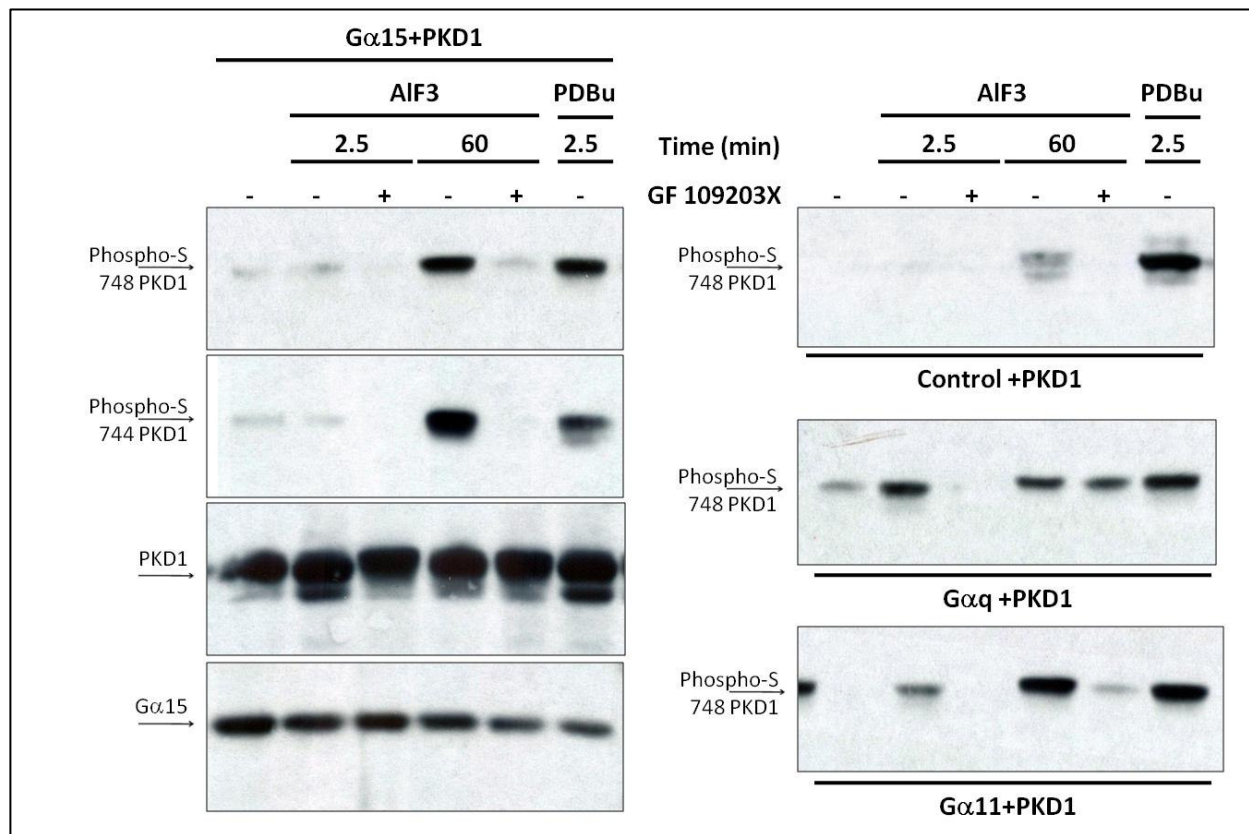 Gα15+PKD1
AlF3 PDBu
2.5 60 2.5
- - + - + -
Phospho-S
748 PKD1
Phospho-S
744 PKD1
PKD1
Gα15
AlF3 PDBu
Time (min) 2.5 60 2.5
GF 109203X - - + - + -
Phospho-S
748 PKD1
Control +PKD1
Phospho-S
748 PKD1
Gαq +PKD1
Phospho-S
748 PKD1
Gα11+PKD1